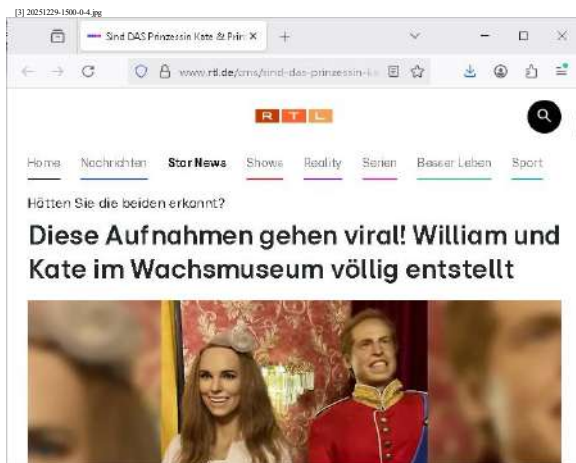 [3] 20251229-1500-0-4.jpg
Sind DAS Prinzessin Kate & Prin
www.rtl.de/cms/sind-das-prinzessin-ka
RTL
Home Nachrichten Star News Shows Reality Serien Besser Leben Sport
Hätten Sie die beiden erkannt?
Diese Aufnahmen gehen viral! William und
Kate im Wachsmuseum völlig entstellt